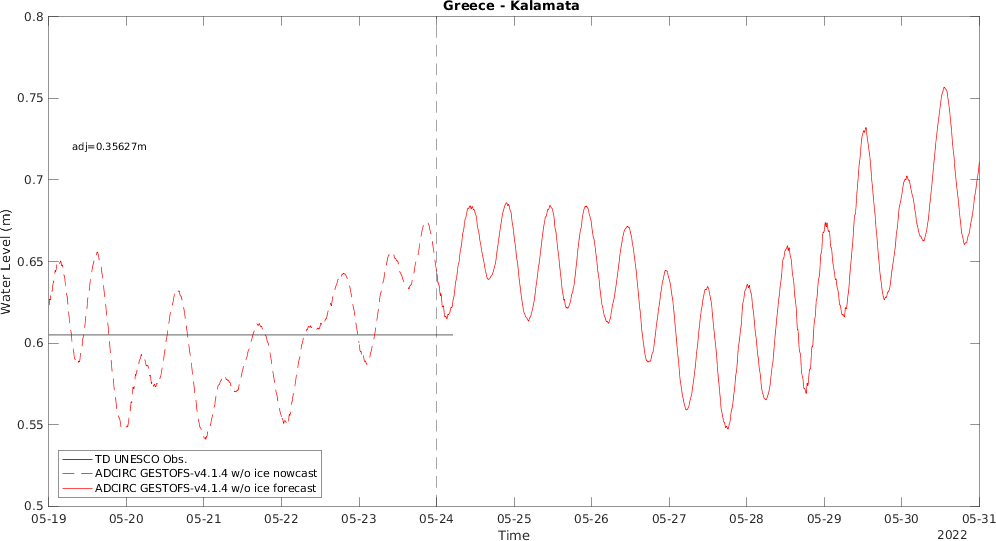 Greece - Kalamata
0.8
0.75
0.7
0.65
0.6
0.55
0.5
Water Level (m)
adj=0.35627m
TD UNESCO Obs.
ADCIRC GESTOFS-v4.1.4 w/o ice nowcast
ADCIRC GESTOFS-v4.1.4 w/o ice forecast
05-19 05-20 05-21 05-22 05-23 05-24 05-25 05-26 05-27 05-28 05-29 05-30 05-31
Time
2022